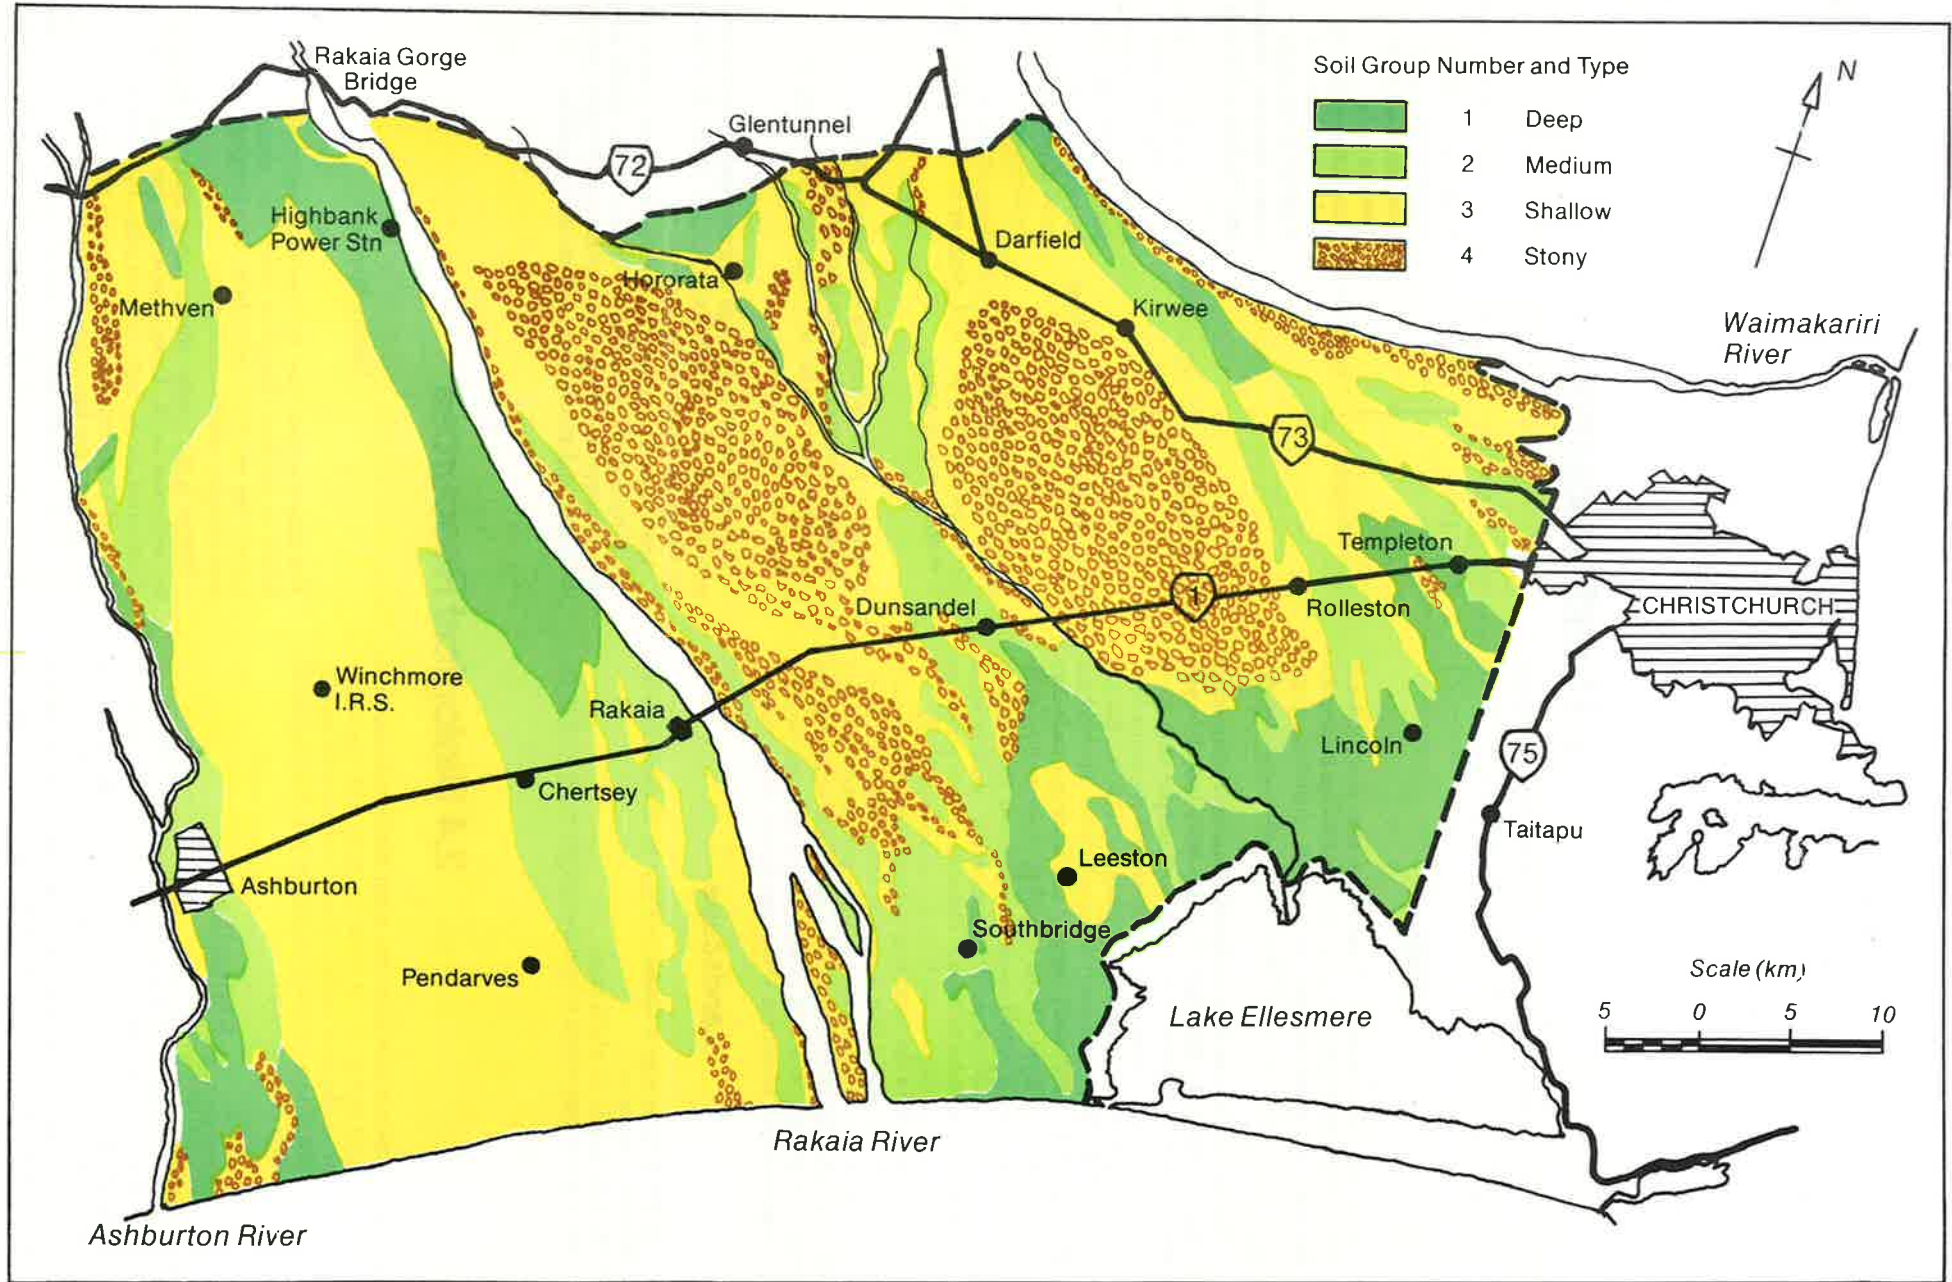 Rakaia Gorge
Bridge
Soil Group Number and Type
1 Deep
2 Medium
3 Shallow
4 Stony
N
Glentunnel
72
Highbank
Power Stn
Hororata
Darfield
Methven
Kirwee
Waimakariri
River
73
Templeton
Dunsandel
1
Rolleston
CHRISTCHURCH
Winchmore
I.R.S.
Rakaia
Lincoln
75
Chertsey
Taitapu
Leeston
Ashburton
Southbridge
Pendarves
Lake Ellesmere
Scale (km)
5 0 5 10
Rakaia River
Ashburton River